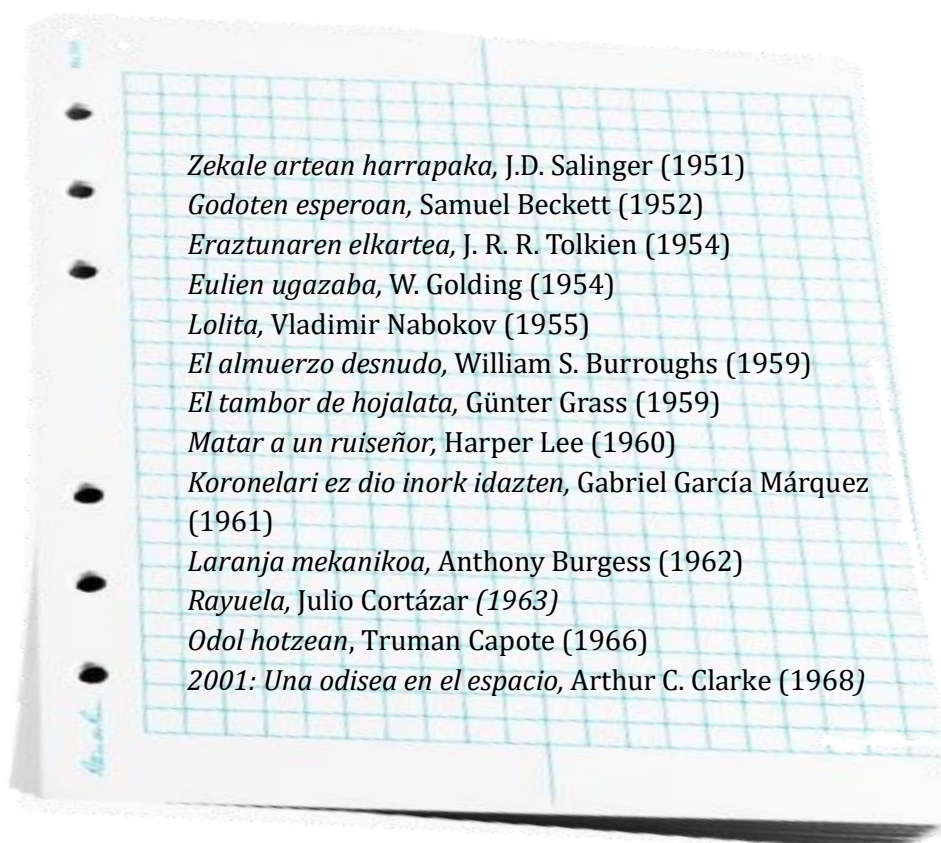 Zekale artean harrapaka, J.D. Salinger (1951)
Godoten esperoan, Samuel Beckett (1952)
Eraztunaren elkartea, J. R. R. Tolkien (1954)
Eulien ugazaba, W. Golding (1954)
Lolita, Vladimir Nabokov (1955)
El almuerzo desnudo, William S. Burroughs (1959)
El tambor de hojalata, Günter Grass (1959)
Matar a un ruiseñor, Harper Lee (1960)
Koronelari ez dio inork idazten, Gabriel García Márquez
(1961)
Laranja mekanikoa, Anthony Burgess (1962)
Rayuela, Julio Cortázar (1963)
Odol hotzean, Truman Capote (1966)
2001: Una odisea en el espacio, Arthur C. Clarke (1968)